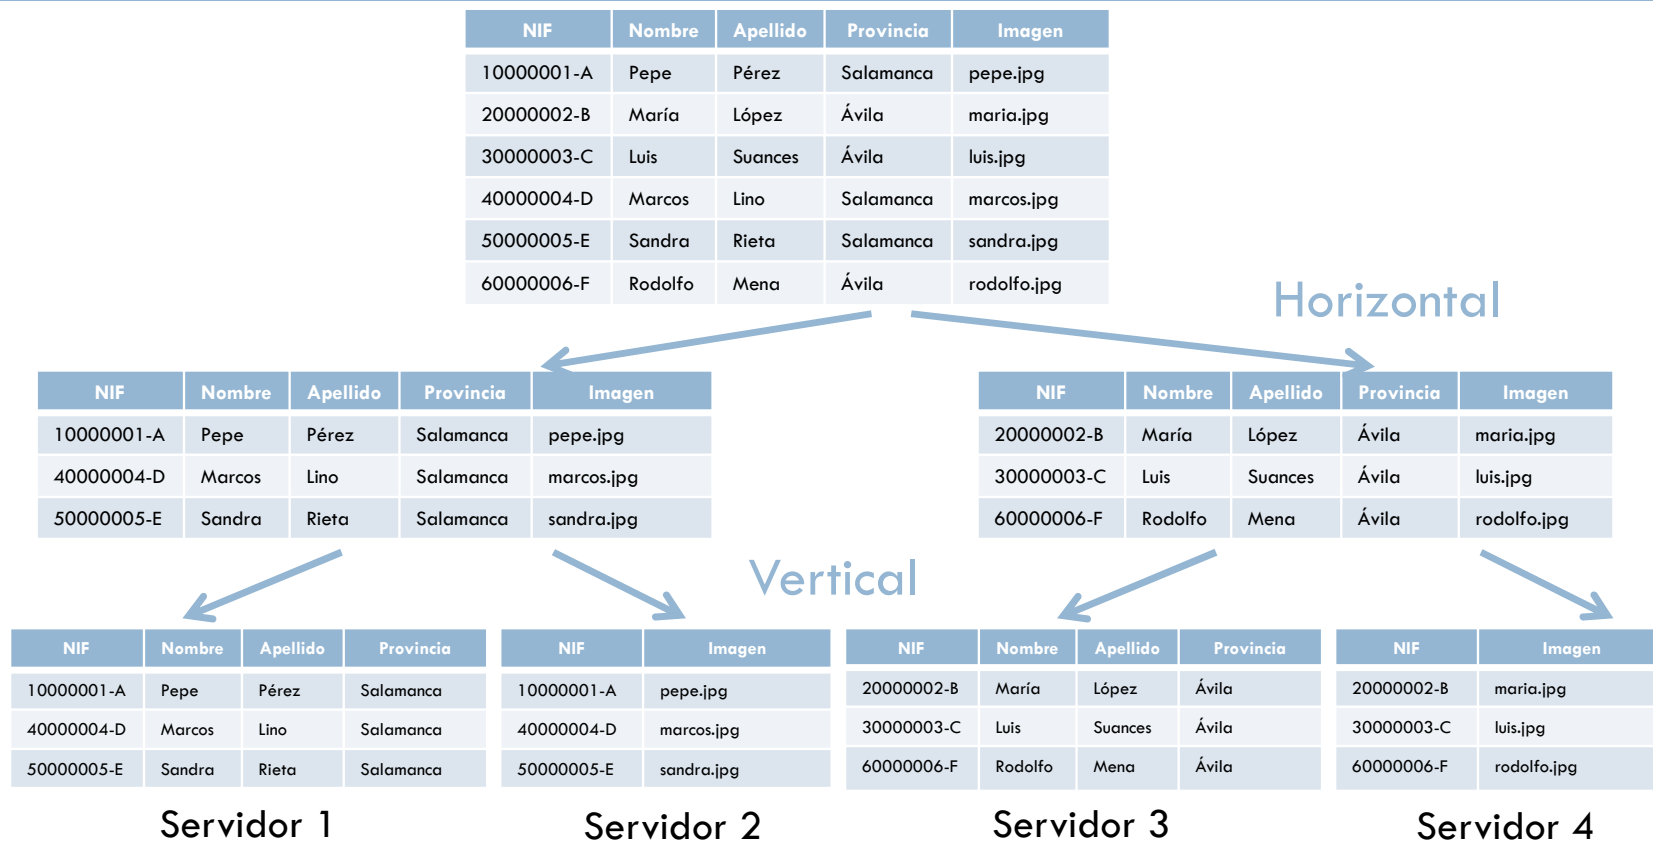 NIF Nombre Apellido Provincia Imagen
10000001-A Pepe Pérez Salamanca pepe.jpg
20000002-B María López Ávila maria.jpg
30000003-C Luis Suances Ávila luis.jpg
40000004-D Marcos Lino Salamanca marcos.jpg
50000005-E Sandra Rieta Salamanca sandra.jpg
60000006-F Rodolfo Mena Ávila rodolfo.jpg
Horizontal
NIF Nombre Apellido Provincia Imagen
10000001-A Pepe Pérez Salamanca pepe.jpg
40000004-D Marcos Lino Salamanca marcos.jpg
50000005-E Sandra Rieta Salamanca sandra.jpg
NIF Nombre Apellido Provincia Imagen
20000002-B María López Ávila maria.jpg
30000003-C Luis Suances Ávila luis.jpg
60000006-F Rodolfo Mena Ávila rodolfo.jpg
Vertical
NIF Nombre Apellido Provincia
10000001-A Pepe Pérez Salamanca
40000004-D Marcos Lino Salamanca
50000005-E Sandra Rieta Salamanca
Servidor 1
NIF Imagen
10000001-A pepe.jpg
40000004-D marcos.jpg
50000005-E sandra.jpg
Servidor 2
NIF Nombre Apellido Provincia
20000002-B María López Ávila
30000003-C Luis Suances Ávila
60000006-F Rodolfo Mena Ávila
Servidor 3
NIF Imagen
20000002-B maria.jpg
30000003-C luis.jpg
60000006-F rodolfo.jpg
Servidor 4